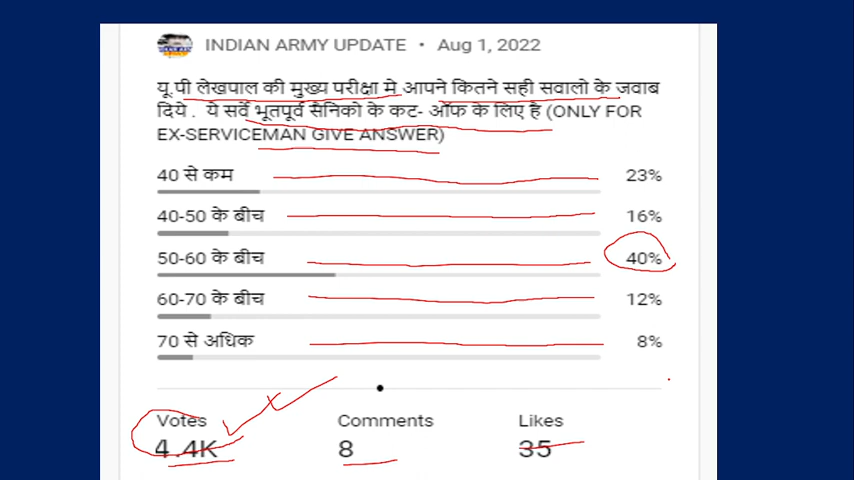 INDIAN ARMY UPDATE • Aug 1, 2022
यू.पी लेखपाल की मुख्य परीक्षा मे आपने कितने सही सवालो के जवाब
दिये . ये सर्वे भूतपूर्व सैनिको के कट- ऑफ के लिए है (ONLY FOR
EX-SERVICEMAN GIVE ANSWER)
40 से कम 23%
40-50 के बीच 16%
50-60 के बीच 40%
60-70 के बीच 12%
70 से अधिक 8%
Votes Comments Likes
4.4K 8 35